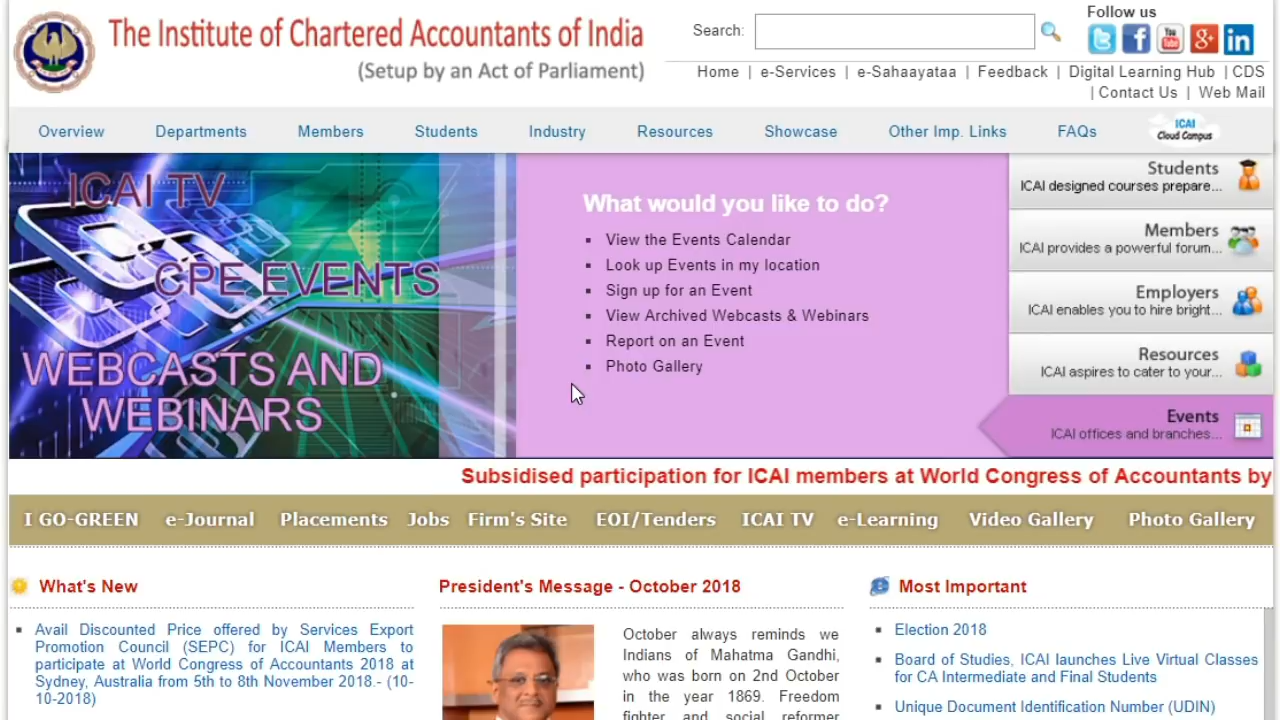 The Institute of Chartered Accountants of India
(Setup by an Act of Parliament)
Search:
Follow us
Home | e-Services | e-Sahaayataa | Feedback | Digital Learning Hub | CDS
| Contact Us | Web Mail
Overview Departments Members Students Industry Resources Showcase Other Imp. Links FAQs ICAI Cloud Campus
ICAI TV
CPE EVENTS
WEBCASTS AND
WEBINARS
What would you like to do?
View the Events Calendar
Look up Events in my location
Sign up for an Event
View Archived Webcasts & Webinars
Report on an Event
Photo Gallery
Students
ICAI designed courses prepare...
Members
ICAI provides a powerful forum...
Employers
ICAI enables you to hire bright...
Resources
ICAI aspires to cater to your...
Events
ICAI offices and branches...
Subsidised participation for ICAI members at World Congress of Accountants by
I GO-GREEN e-Journal Placements Jobs Firm's Site EOI/Tenders ICAI TV e-Learning Video Gallery Photo Gallery
What's New
Avail Discounted Price offered by Services Export
Promotion Council (SEPC) for ICAI Members to
participate at World Congress of Accountants 2018 at
Sydney, Australia from 5th to 8th November 2018.- (10-
10-2018)
President's Message - October 2018
October always reminds we
Indians of Mahatma Gandhi,
who was born on 2nd October
in the year 1869. Freedom
fighter and social reformer
Most Important
Election 2018
Board of Studies, ICAI launches Live Virtual Classes
for CA Intermediate and Final Students
Unique Document Identification Number (UDIN)